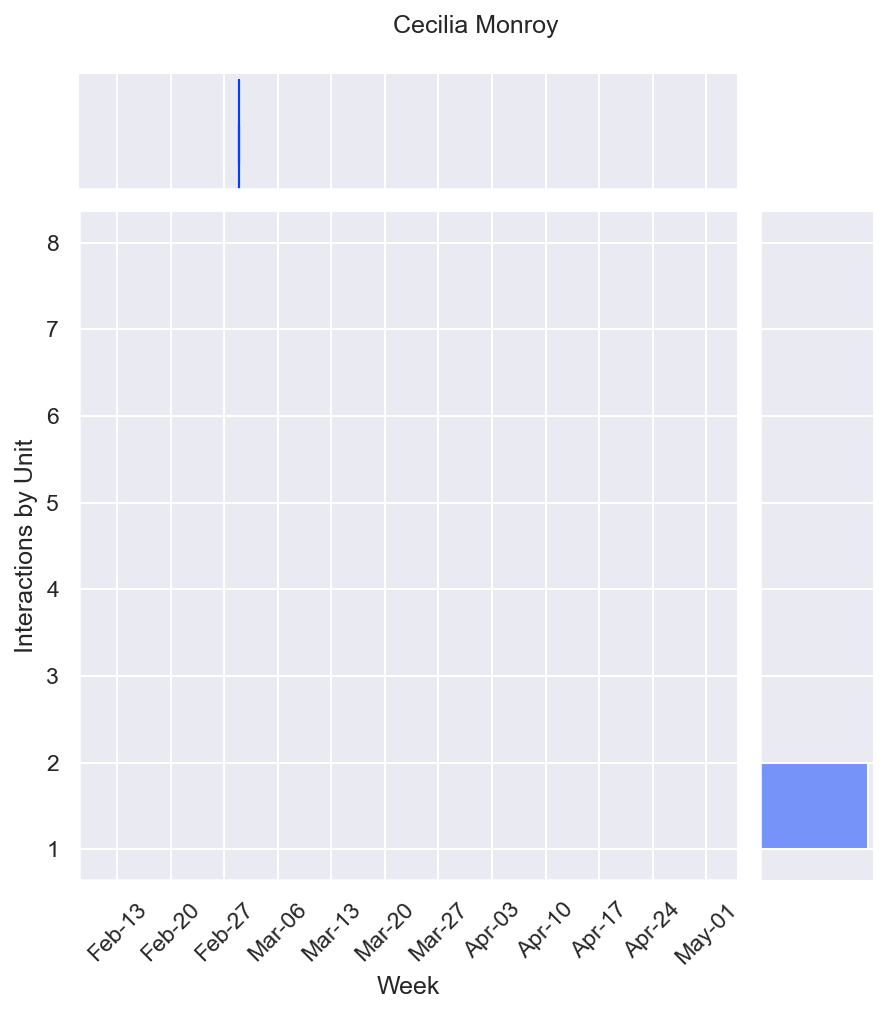 Cecilia Monroy
8
7
6
5
4
3
2
1
Interactions by Unit
Feb-13
Feb-20
Feb-27
Mar-06
Mar-13
Mar-20
Mar-27
Apr-03
Apr-10
Apr-17
Apr-24
May-01
Week